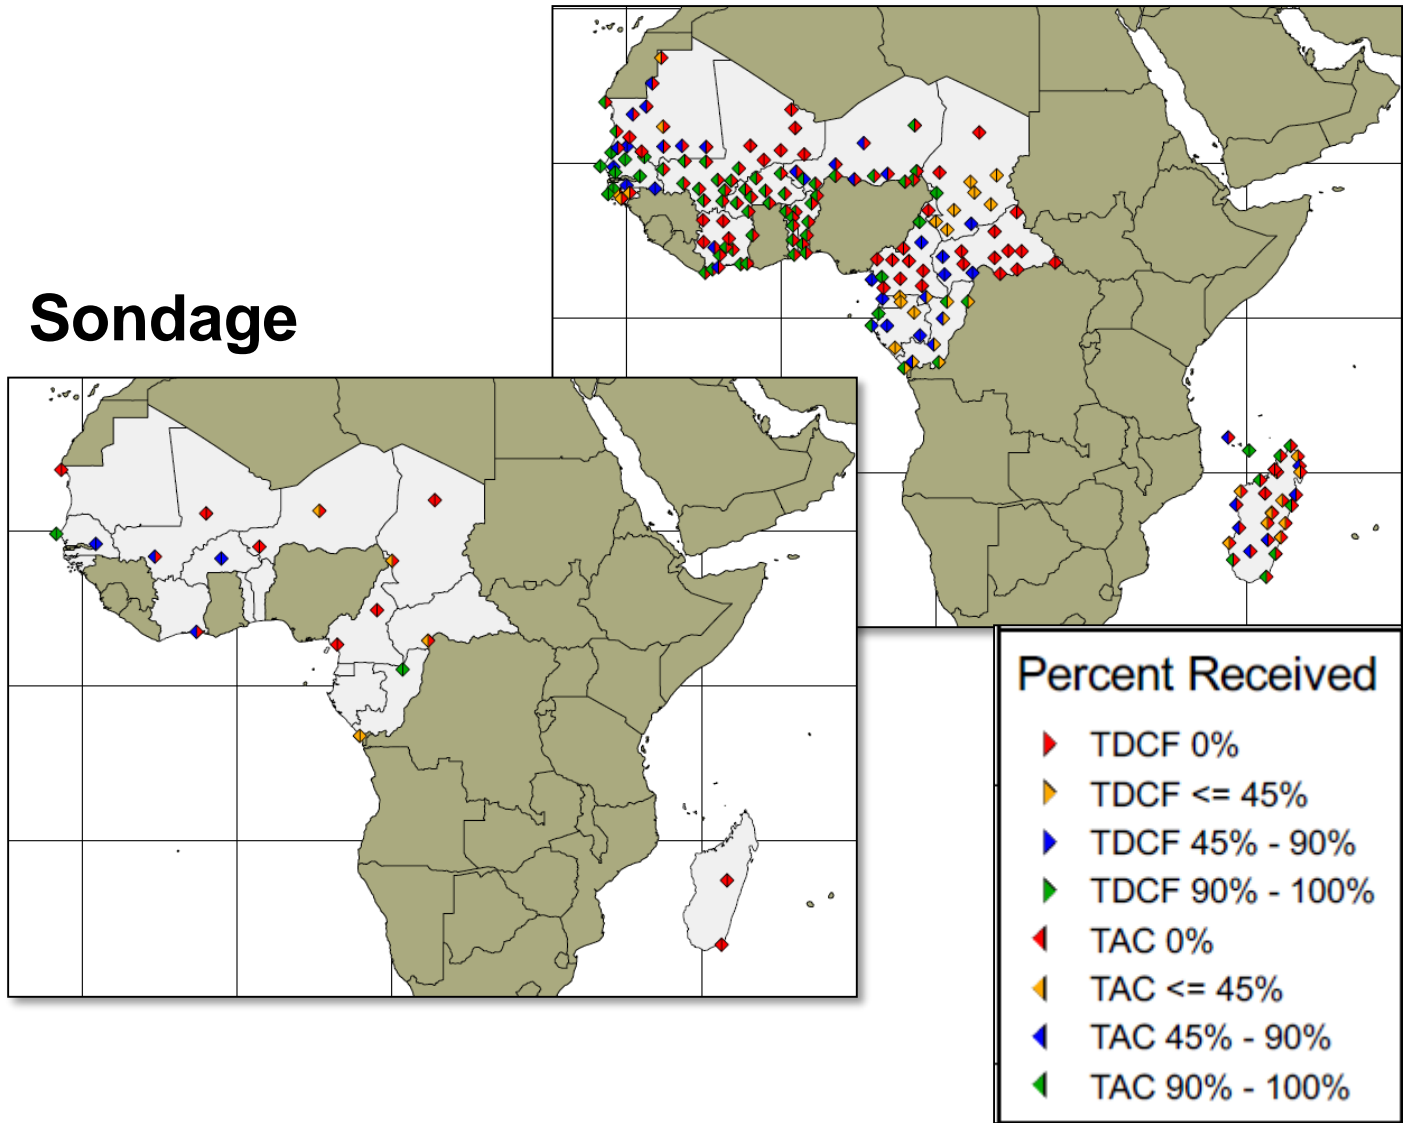 Sondage
Percent Received
TDCF 0%
TDCF <= 45%
TDCF 45% - 90%
TDCF 90% - 100%
TAC 0%
TAC <= 45%
TAC 45% - 90%
TAC 90% - 100%